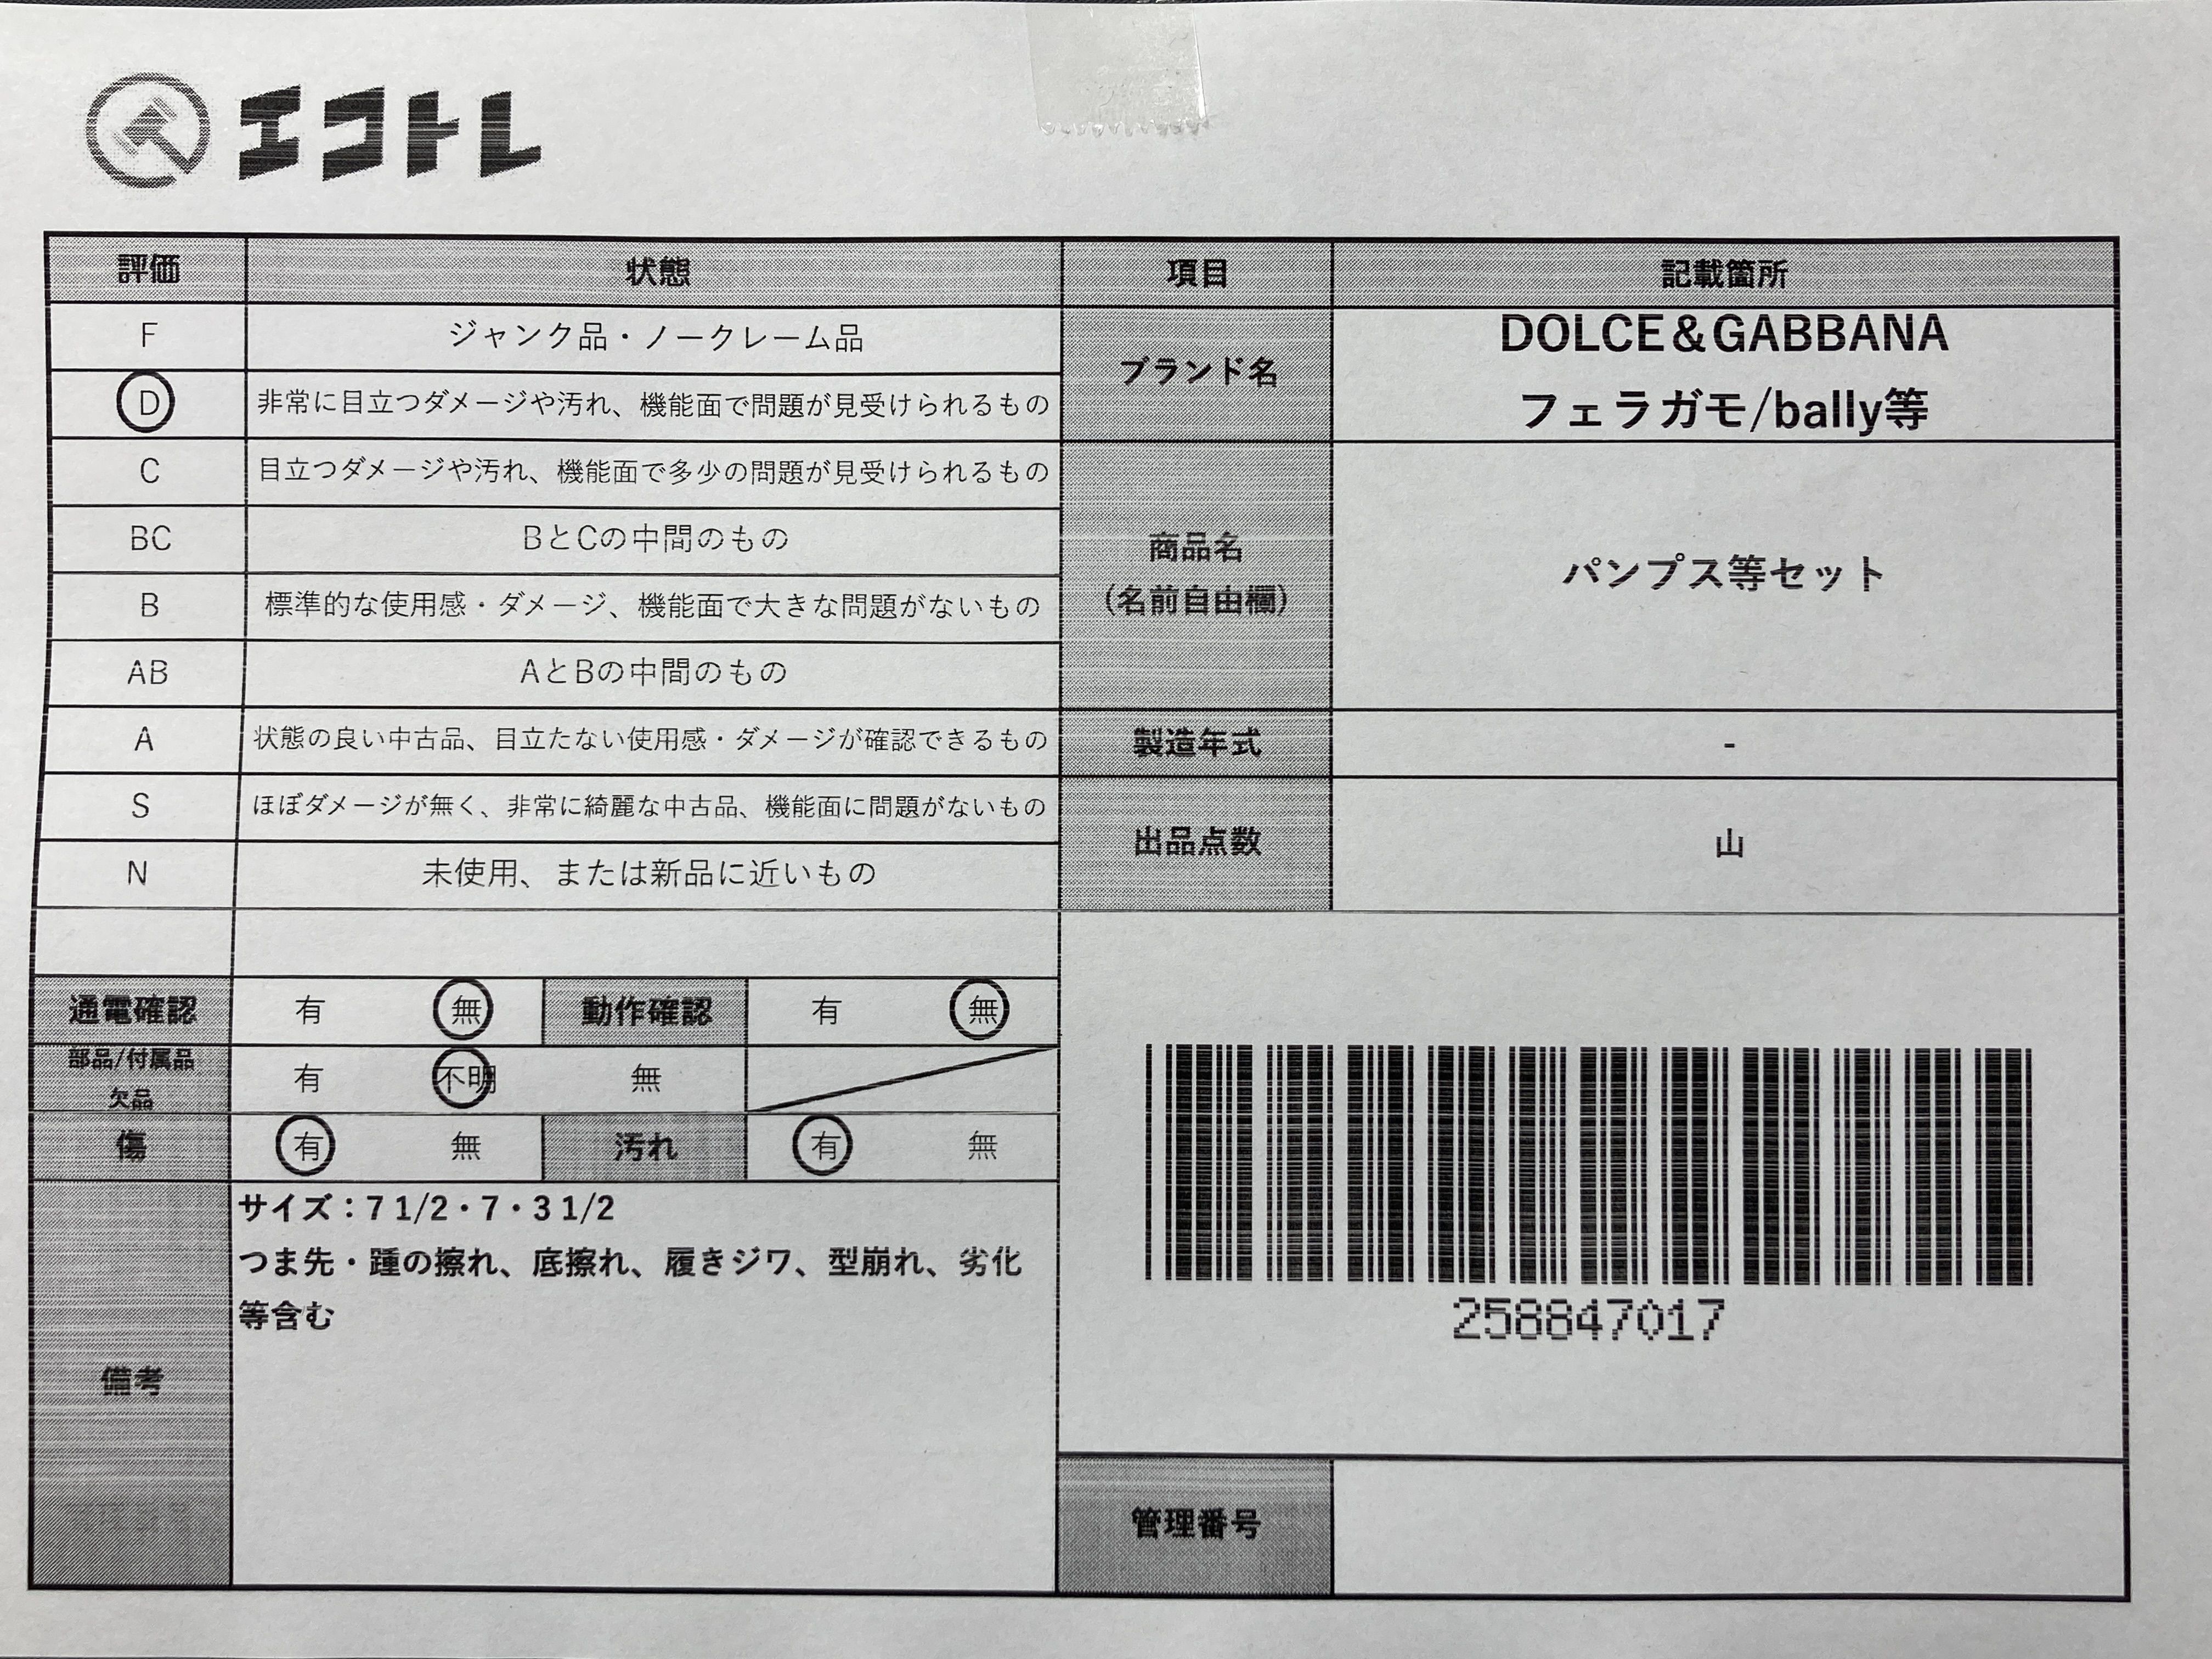 エコトレ
評価 状態 項目 記載箇所
F ジャンク品・ノークレーム品
D 非常に目立つダメージや汚れ、機能面で問題が見受けられるもの
ブランド名
DOLCE&GABBANA
フェラガモ/bally等
C 目立つダメージや汚れ、機能面で多少の問題が見受けられるもの
BC BとCの中間のもの
B 標準的な使用感・ダメージ、機能面で大きな問題がないもの
AB AとBの中間のもの
商品名
(名前自由欄)
パンプス等セット
A 状態の良い中古品、目立たない使用感・ダメージが確認できるもの
製造年式 -
S ほぼダメージが無く、非常に綺麗な中古品、機能面に問題がないもの
N 未使用、または新品に近いもの
出品点数 山
通電確認 有 無 動作確認 有 無
部品/付属品
欠品
有 不明 無
傷 有 無 汚れ 有 無
備考
サイズ：7 1/2・7・3 1/2
つま先・踵の擦れ、底擦れ、履きジワ、型崩れ、劣化
等含む
258847017
管理番号